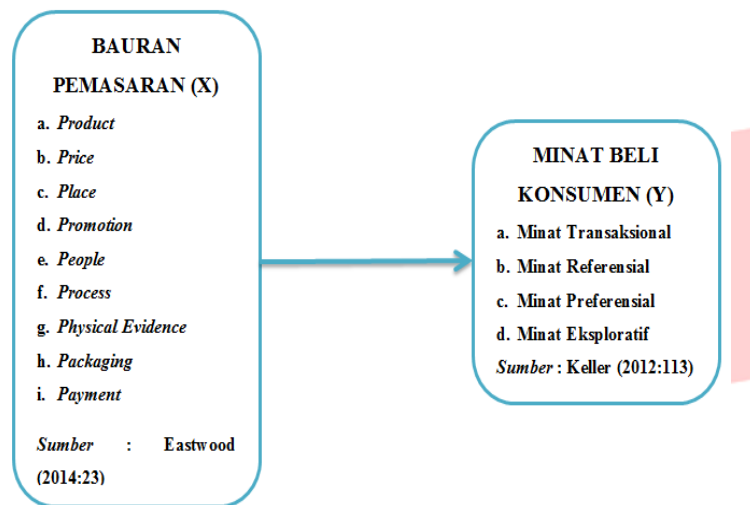 BAURAN
PEMASARAN (X)
a. Product
b. Price
c. Place
d. Promotion
e. People
f. Process
g. Physical Evidence
h. Packaging
i. Payment
Sumber : Eastwood
(2014:23)
MINAT BELI
KONSUMEN (Y)
a. Minat Transaksional
b. Minat Referensial
c. Minat Preferensial
d. Minat Eksploratif
Sumber : Keller (2012:113)